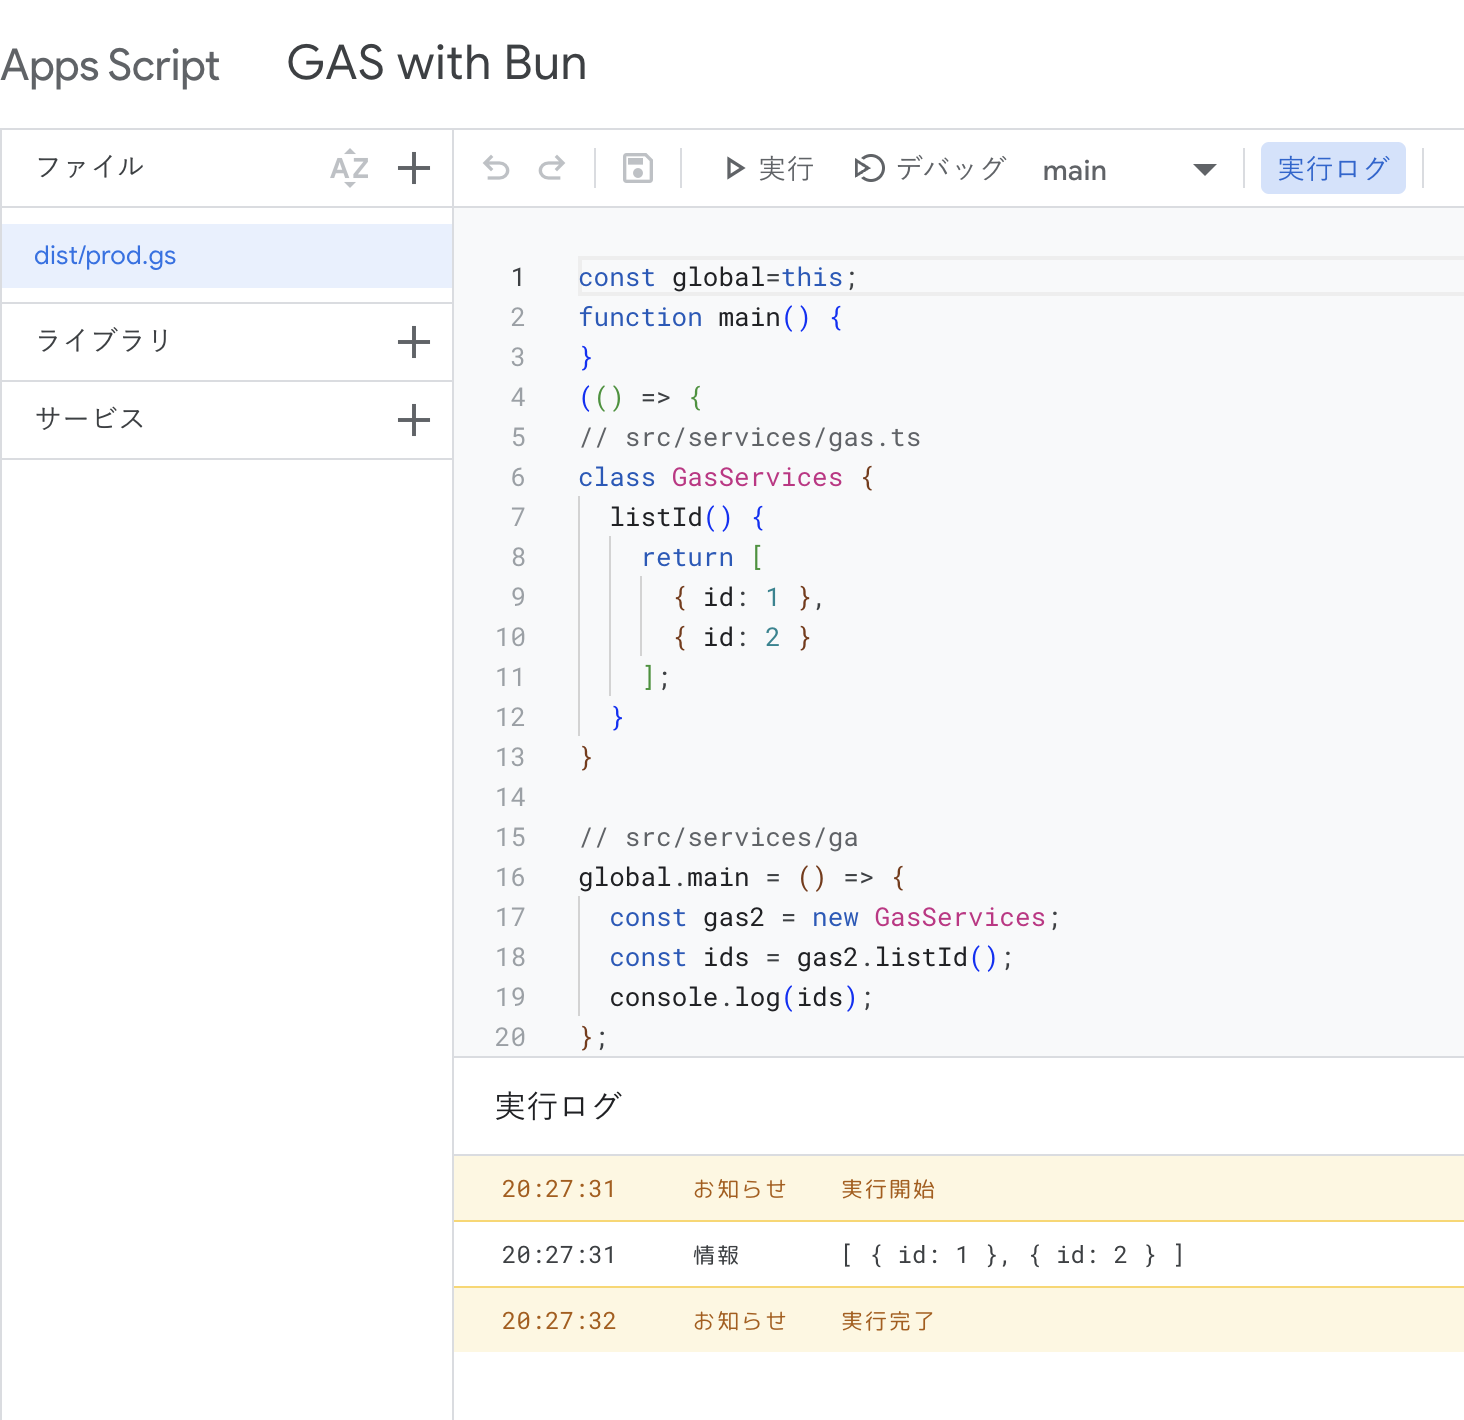 Apps Script GAS with Bun
ファイル AZ
実行 デバッグ main 実行ログ
dist/prod.gs
ライブラリ
サービス
1 const global=this;
2 function main() {
3 }
4 (() => {
5 // src/services/gas.ts
6 class GasServices {
7 listId() {
8 return [
9 { id: 1 },
10 { id: 2 }
11 ];
12 }
13 }
14
15 // src/services/ga
16 global.main = () => {
17 const gas2 = new GasServices;
18 const ids = gas2.listId();
19 console.log(ids);
20 };
実行ログ
20:27:31 お知らせ 実行開始
20:27:31 情報 [ { id: 1 }, { id: 2 } ]
20:27:32 お知らせ 実行完了